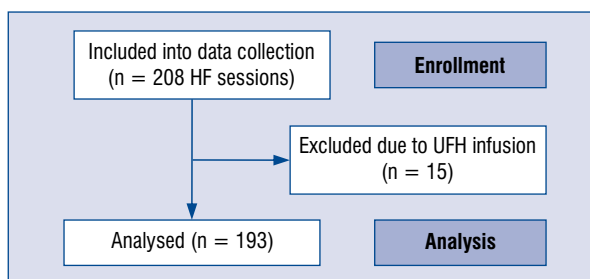 Included into data collection
(n = 208 HF sessions)
Enrollment
Excluded due to UFH infusion
(n = 15)
Analysed (n = 193)
Analysis